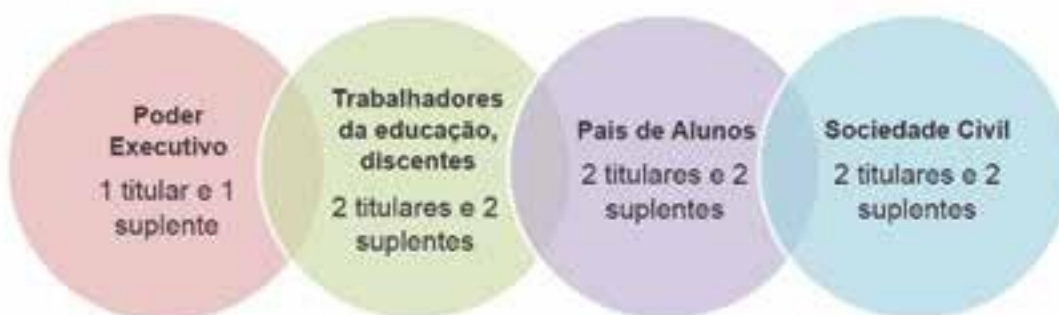 Poder
Executivo
1 titular e 1
suplente
Trabalhadores
da educação,
discentes
2 titulares e 2
suplentes
Pais de Alunos
2 titulares e 2
suplentes
Sociedade Civil
2 titulares e 2
suplentes